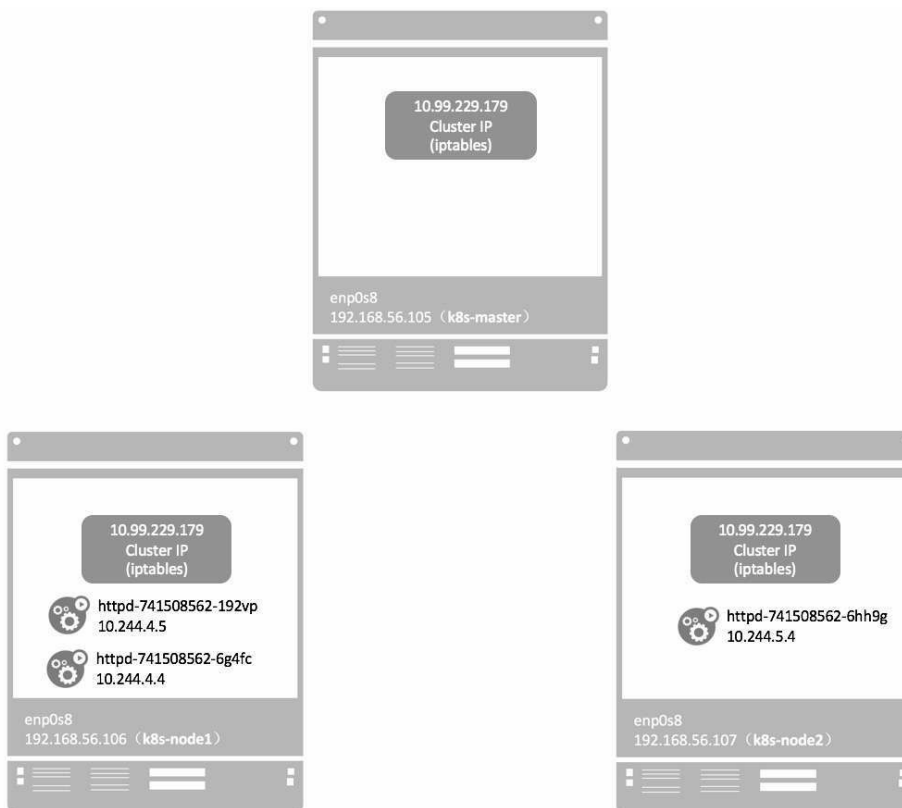 10.99.229.179
Cluster IP
(iptables)
enp0s8
192.168.56.105（k8s-master）
10.99.229.179
Cluster IP
(iptables)
httpd-741508562-192vp
10.244.4.5
httpd-741508562-6g4fc
10.244.4.4
enp0s8
192.168.56.106（k8s-node1）
10.99.229.179
Cluster IP
(iptables)
httpd-741508562-6hh9g
10.244.5.4
enp0s8
192.168.56.107（k8s-node2）